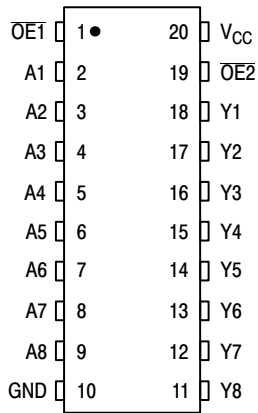 O̅E̅1̅ 1 20 VCC
A1 2 19 O̅E̅2̅
A2 3 18 Y1
A3 4 17 Y2
A4 5 16 Y3
A5 6 15 Y4
A6 7 14 Y5
A7 8 13 Y6
A8 9 12 Y7
GND 10 11 Y8